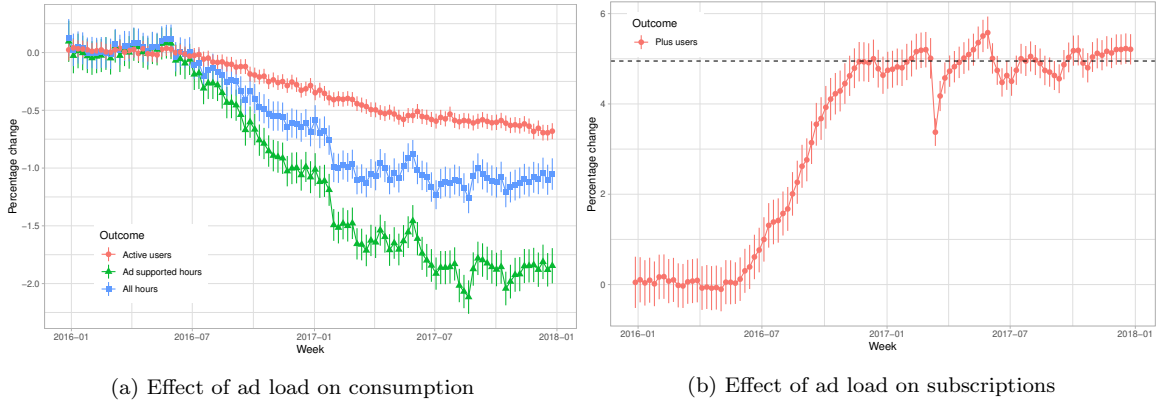 0.0
−0.5
−1.0
−1.5
−2.0
Percentage change
Outcome
Active users
Ad supported hours
All hours
2016−01
2016−07
2017−01
2017−07
2018−01
Week
(a) Effect of ad load on consumption
6
4
2
0
Percentage change
Outcome
Plus users
2016−01
2016−07
2017−01
2017−07
2018−01
Week
(b) Effect of ad load on subscriptions